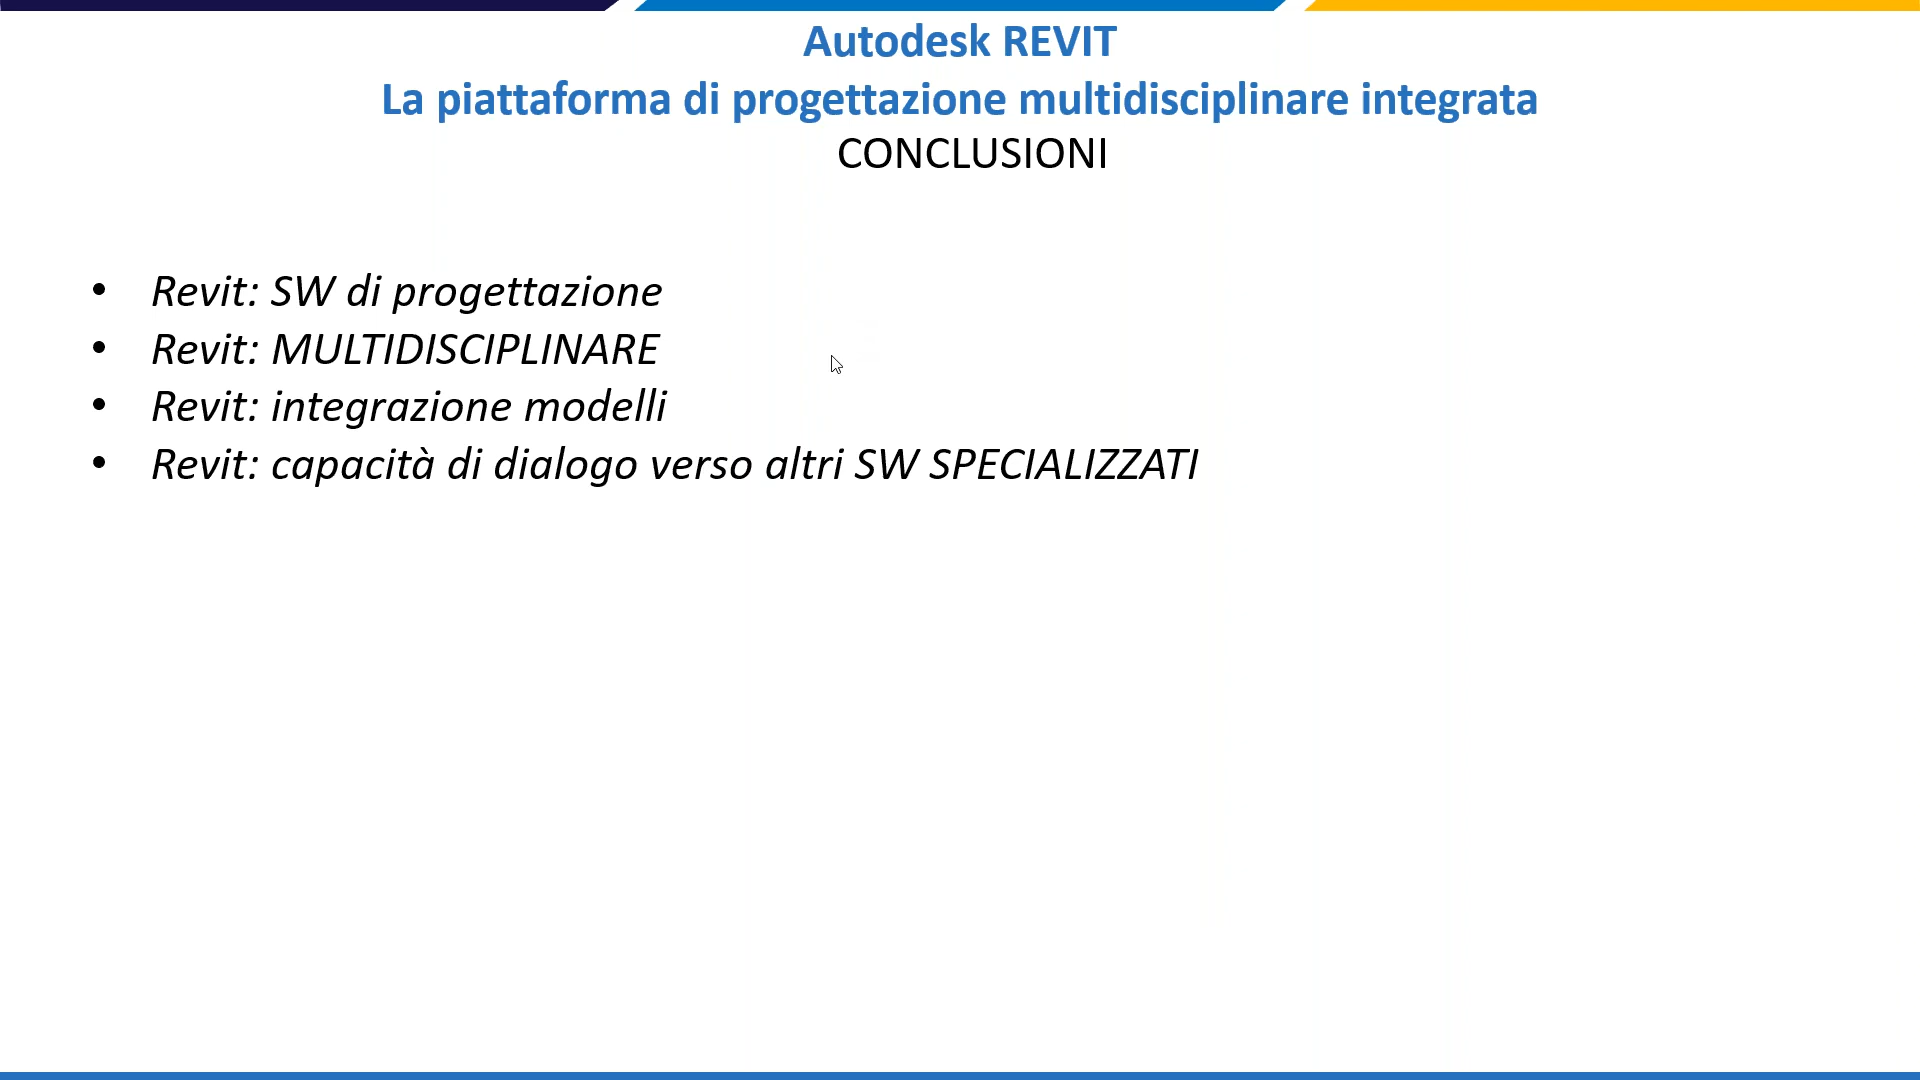 Autodesk REVIT
La piattaforma di progettazione multidisciplinare integrata
CONCLUSIONI
• Revit: SW di progettazione
• Revit: MULTIDISCIPLINARE
• Revit: integrazione modelli
• Revit: capacità di dialogo verso altri SW SPECIALIZZATI